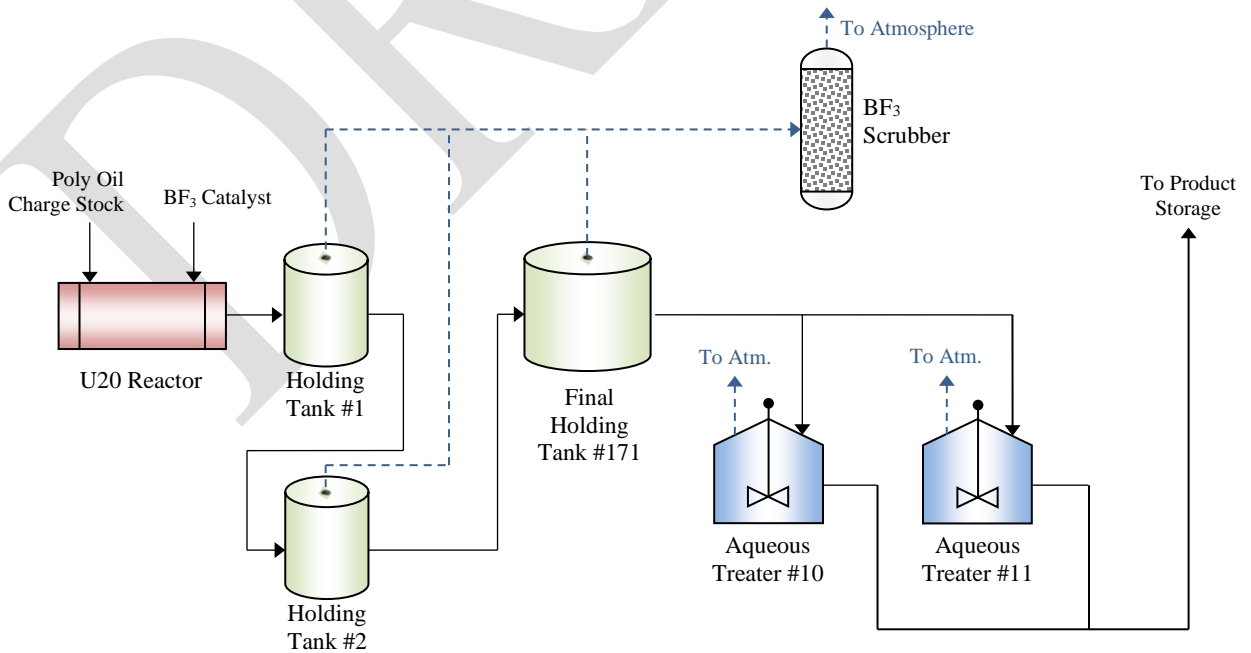 To Atmosphere
BF₃
Scrubber
Poly Oil
Charge Stock
BF₃ Catalyst
To Product
Storage
U20 Reactor
Holding
Tank #1
Final
Holding
Tank #171
To Atm.
To Atm.
Aqueous
Treater #10
Aqueous
Treater #11
Holding
Tank #2